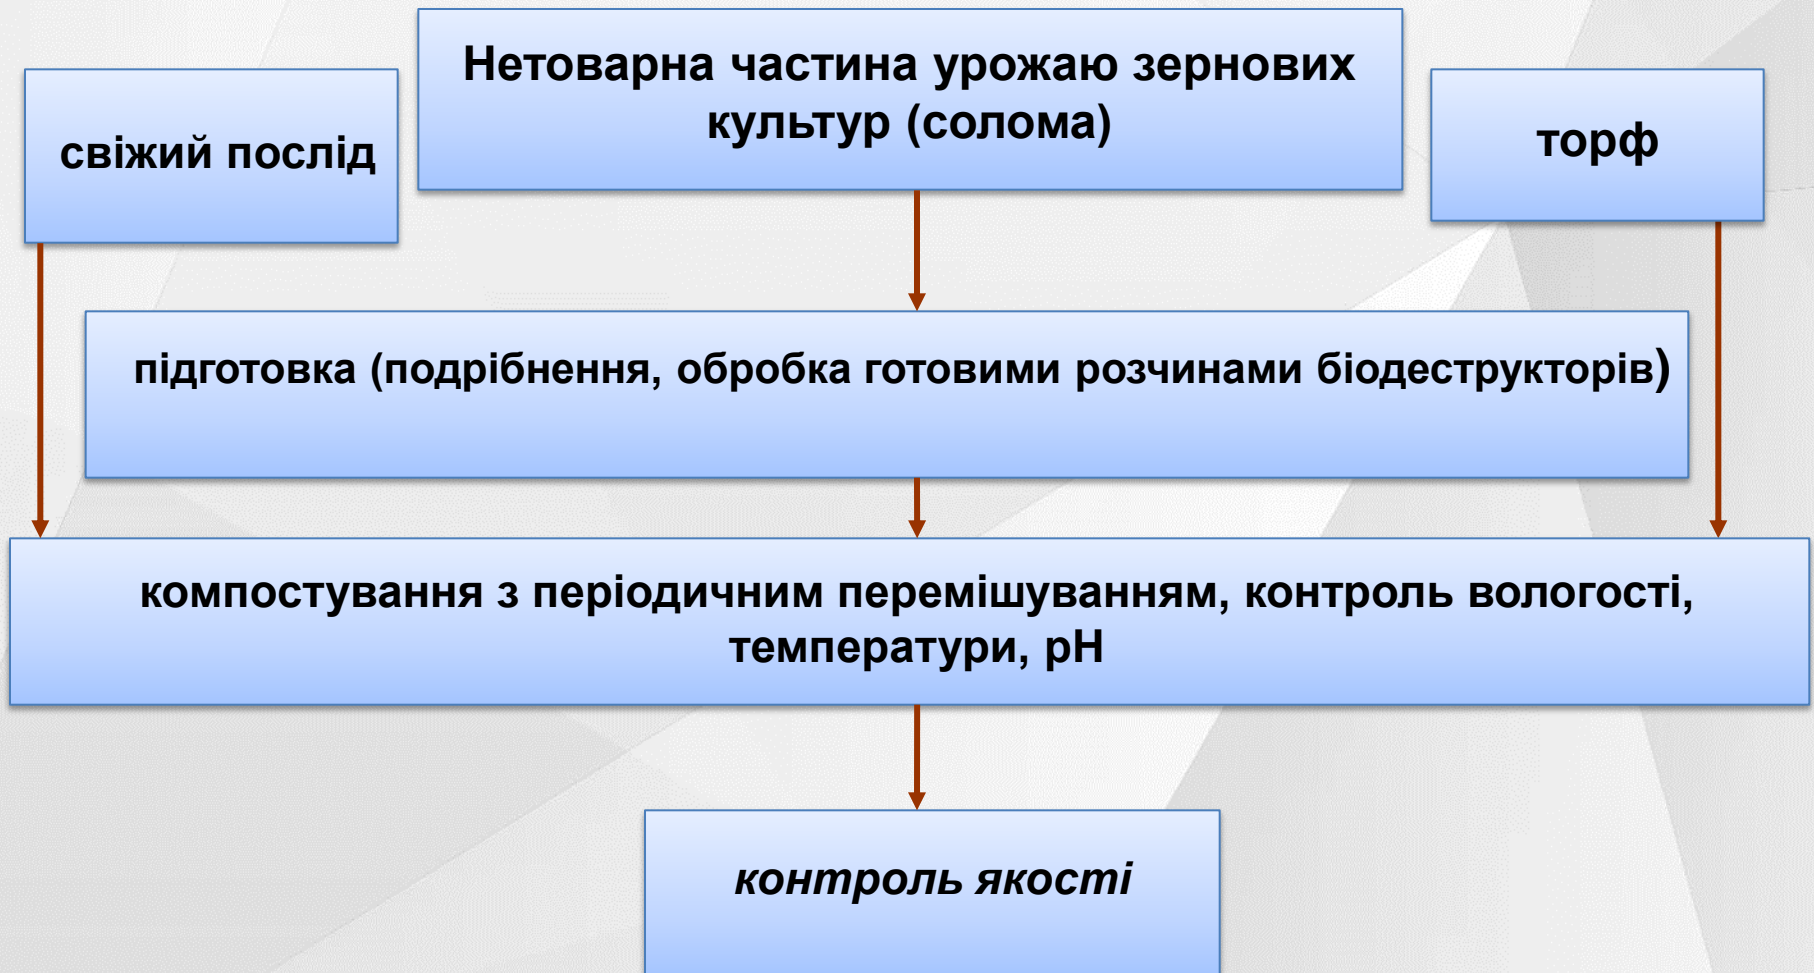 Нетоварна частина урожаю зернових
культур (солома)
свіжий послід
торф
підготовка (подрібнення, обробка готовими розчинами біодеструкторів)
компостування з періодичним перемішуванням, контроль вологості,
температури, рН
контроль якості